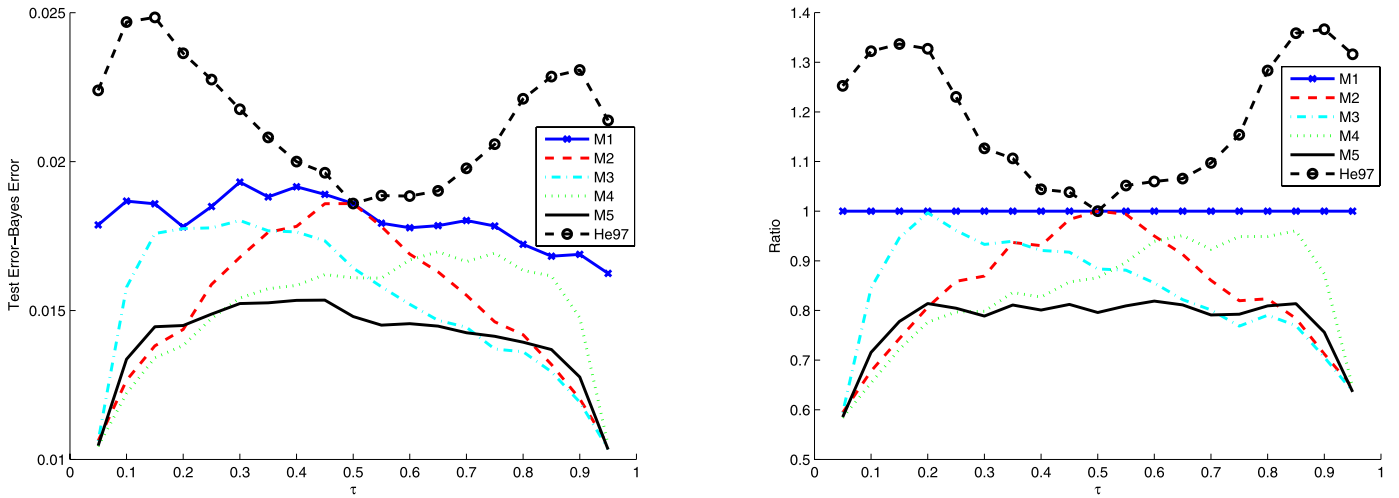 0.025
0.02
0.015
0.01
Test Error−Bayes Error
0 0.1 0.2 0.3 0.4 0.5 0.6 0.7 0.8 0.9 1
τ
M1
M2
M3
M4
M5
He97
1.4
1.3
1.2
1.1
1
0.9
0.8
0.7
0.6
0.5
Ratio
0 0.1 0.2 0.3 0.4 0.5 0.6 0.7 0.8 0.9 1
τ
M1
M2
M3
M4
M5
He97